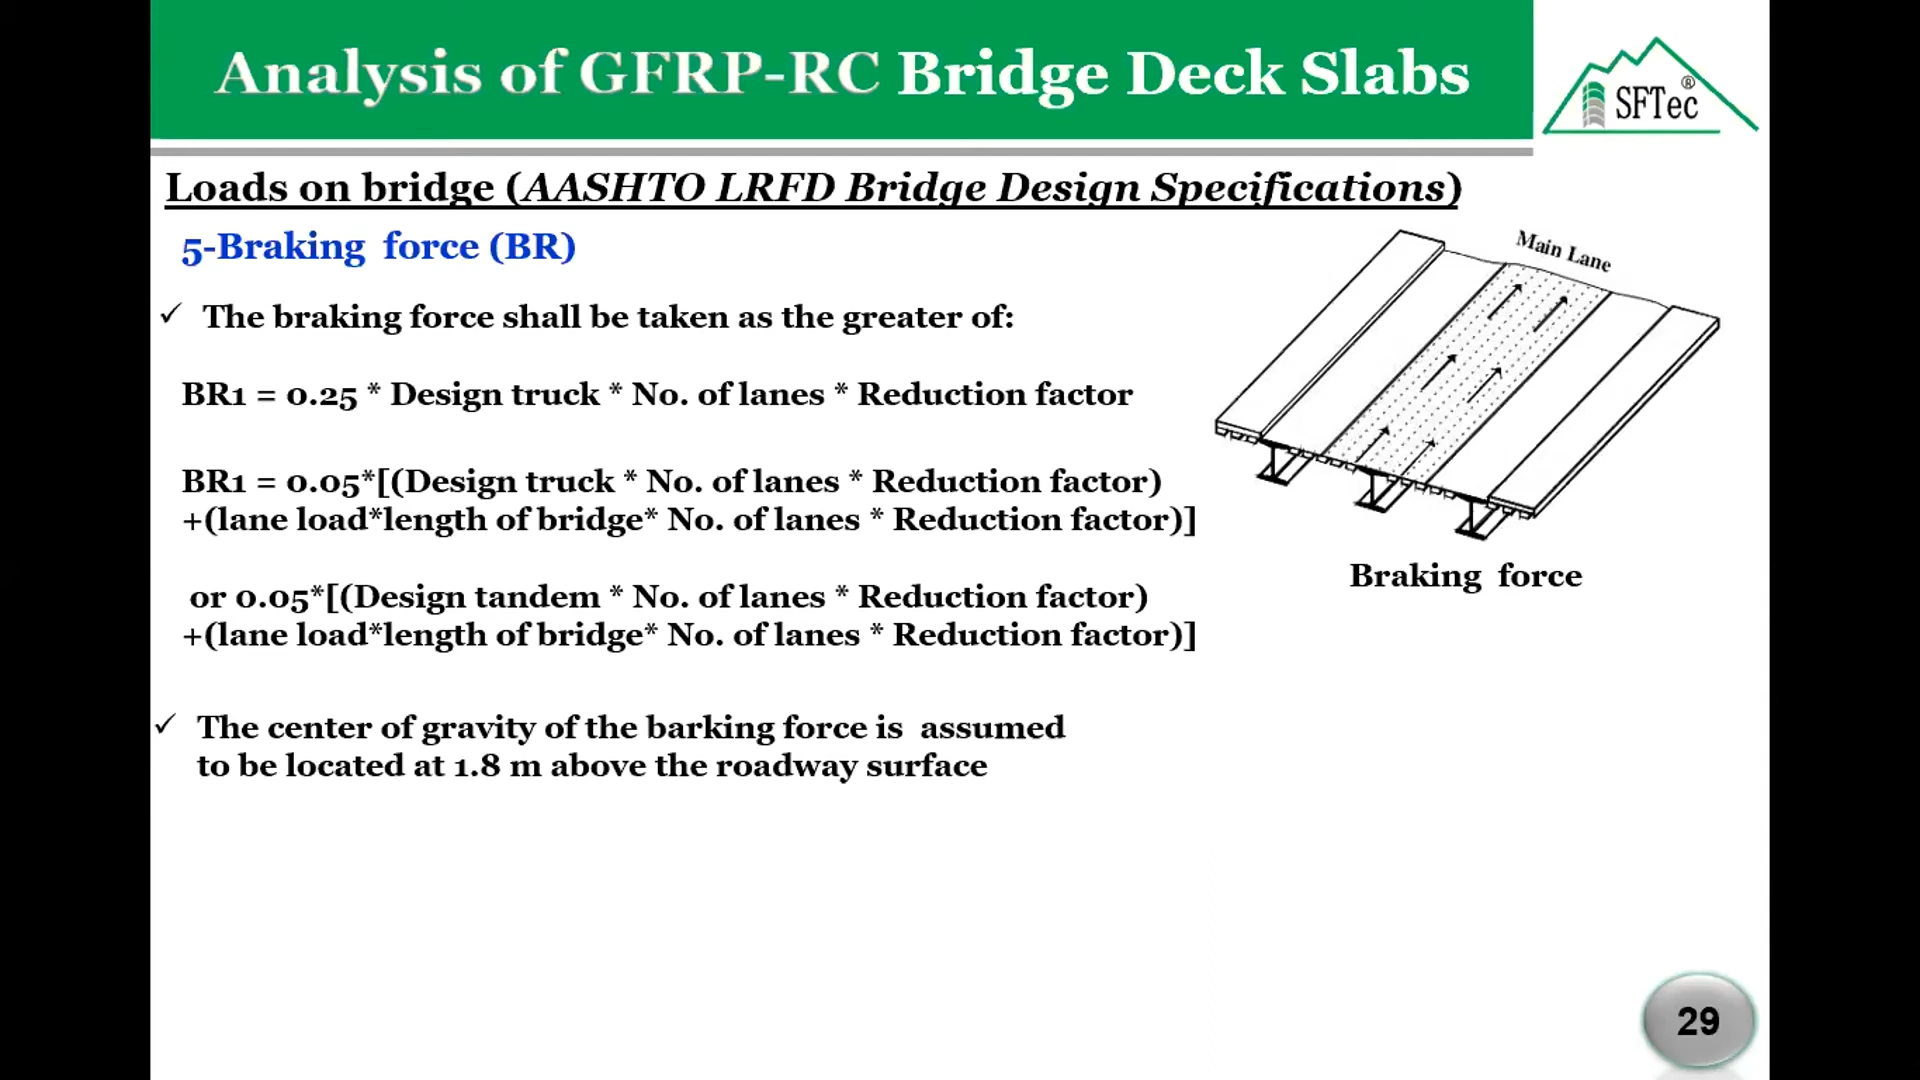 Analysis of GFRP-RC Bridge Deck Slabs
SFTec®
Loads on bridge (AASHTO LRFD Bridge Design Specifications)
5-Braking force (BR)
Main Lane
✓ The braking force shall be taken as the greater of:
BR1 = 0.25 * Design truck * No. of lanes * Reduction factor
BR1 = 0.05*[(Design truck * No. of lanes * Reduction factor)
+(lane load*length of bridge* No. of lanes * Reduction factor)]
Braking force
or 0.05*[(Design tandem * No. of lanes * Reduction factor)
+(lane load*length of bridge* No. of lanes * Reduction factor)]
✓ The center of gravity of the barking force is assumed
to be located at 1.8 m above the roadway surface
29